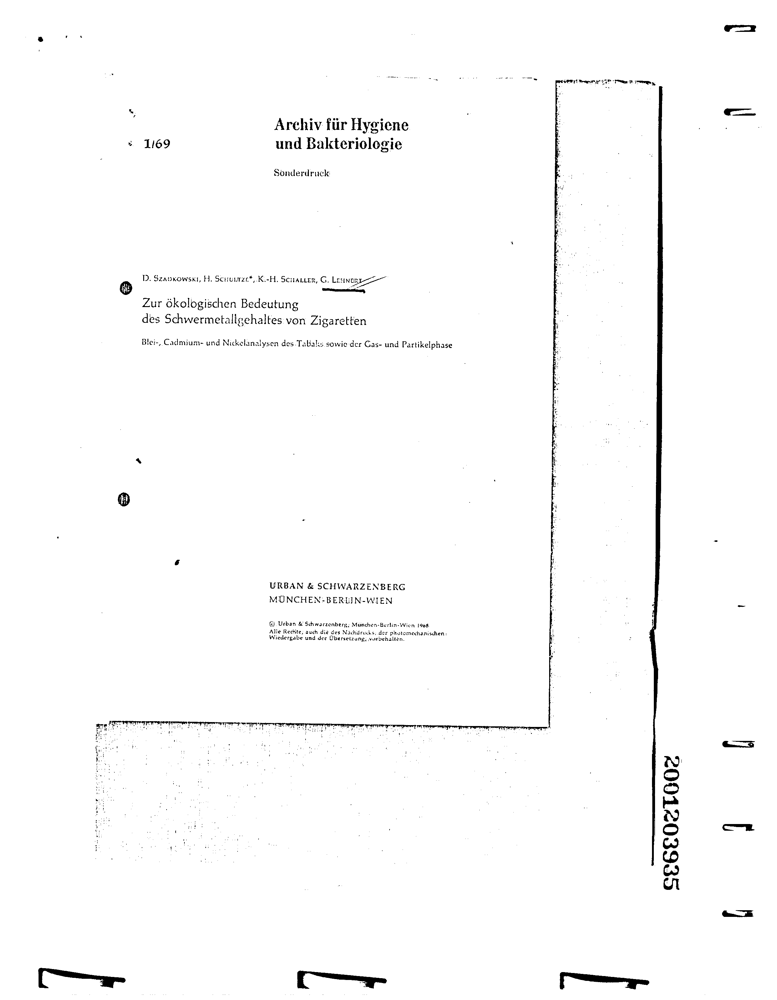 Archiv für Hygiene
und Bakteriologie
1/69
Sonderdruck
D. Szadkowski, H. Schultze*, K.-H. Schaller, G. Lehnert
Zur ökologischen Bedeutung
des Schwermetallgehaltes von Zigaretten
Blei-, Cadmium- und Nickelanalysen des Tabaks sowie der Gas- und Partikelphase
URBAN & SCHWARZENBERG
MÜNCHEN-BERLIN-WIEN
© Urban & Schwarzenberg, München-Berlin-Wien 1968
Alle Rechte, auch die des Nachdrucks, der photomechanischen
Wiedergabe und der Übersetzung, vorbehalten.
2001203935